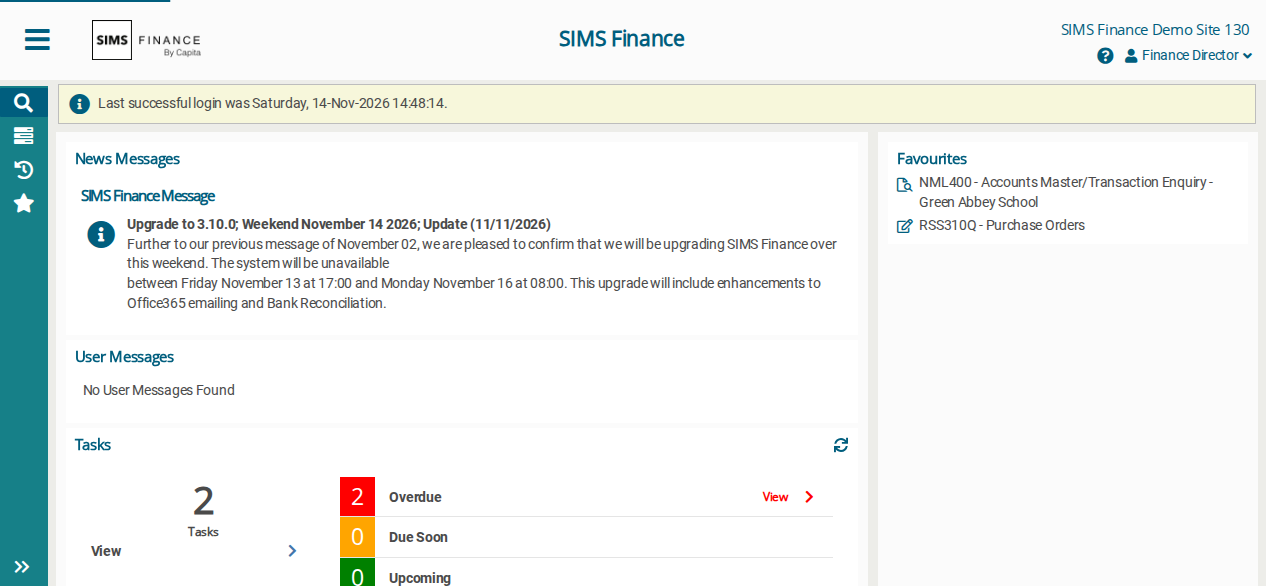 SIMS FINANCE
By Capita
SIMS Finance
SIMS Finance Demo Site 130
Finance Director
Last successful login was Saturday, 14-Nov-2026 14:48:14.
News Messages
SIMS Finance Message
Upgrade to 3.10.0; Weekend November 14 2026; Update (11/11/2026)
Further to our previous message of November 02, we are pleased to confirm that we will be upgrading SIMS Finance over
this weekend. The system will be unavailable
between Friday November 13 at 17:00 and Monday November 16 at 08:00. This upgrade will include enhancements to
Office365 emailing and Bank Reconciliation.
User Messages
No User Messages Found
Tasks
2
Tasks
View
2 Overdue View
0 Due Soon
0 Upcoming
Favourites
NML400 - Accounts Master/Transaction Enquiry -
Green Abbey School
RSS310Q - Purchase Orders